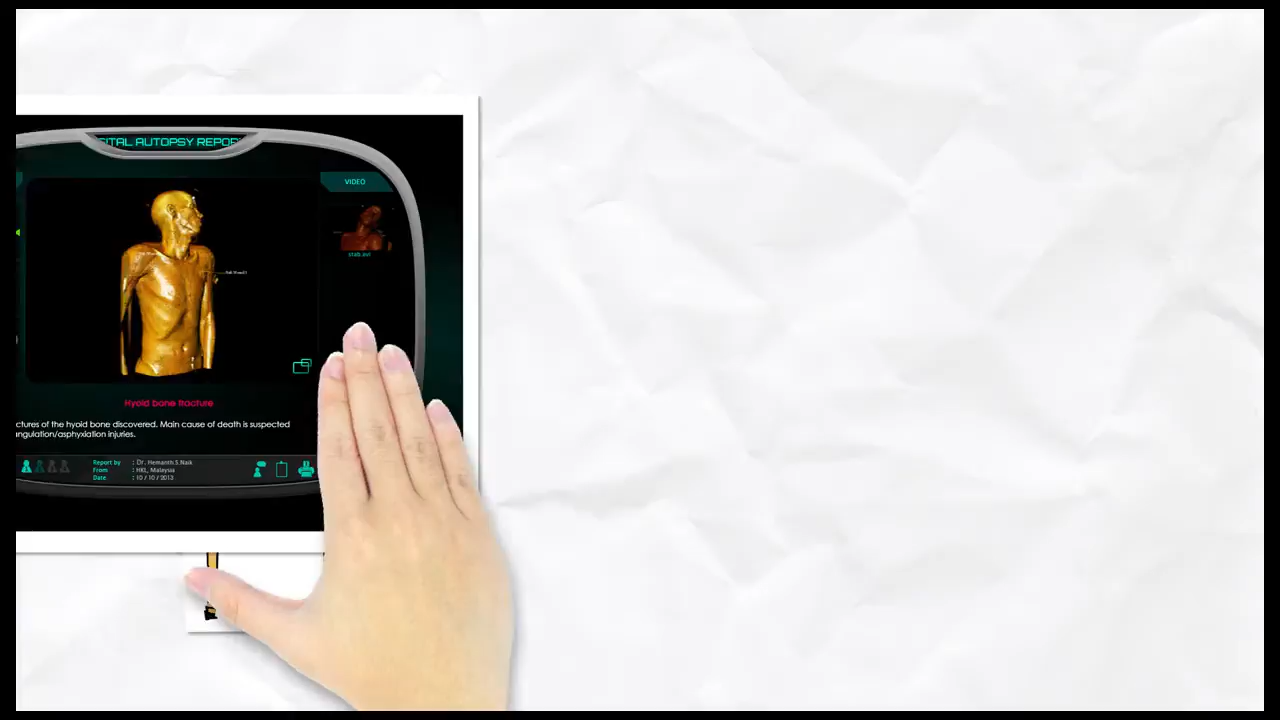 ITAL AUTOPSY REPOR
VIDEO
stab.avi
Hyoid bone fracture
ctures of the hyoid bone discovered. Main cause of death is suspected
angulation/asphyxiation injuries.
Report by : Dr. Hemanth.S.Naik
From : HKL, Malaysia
Date : 10 / 10 / 2013